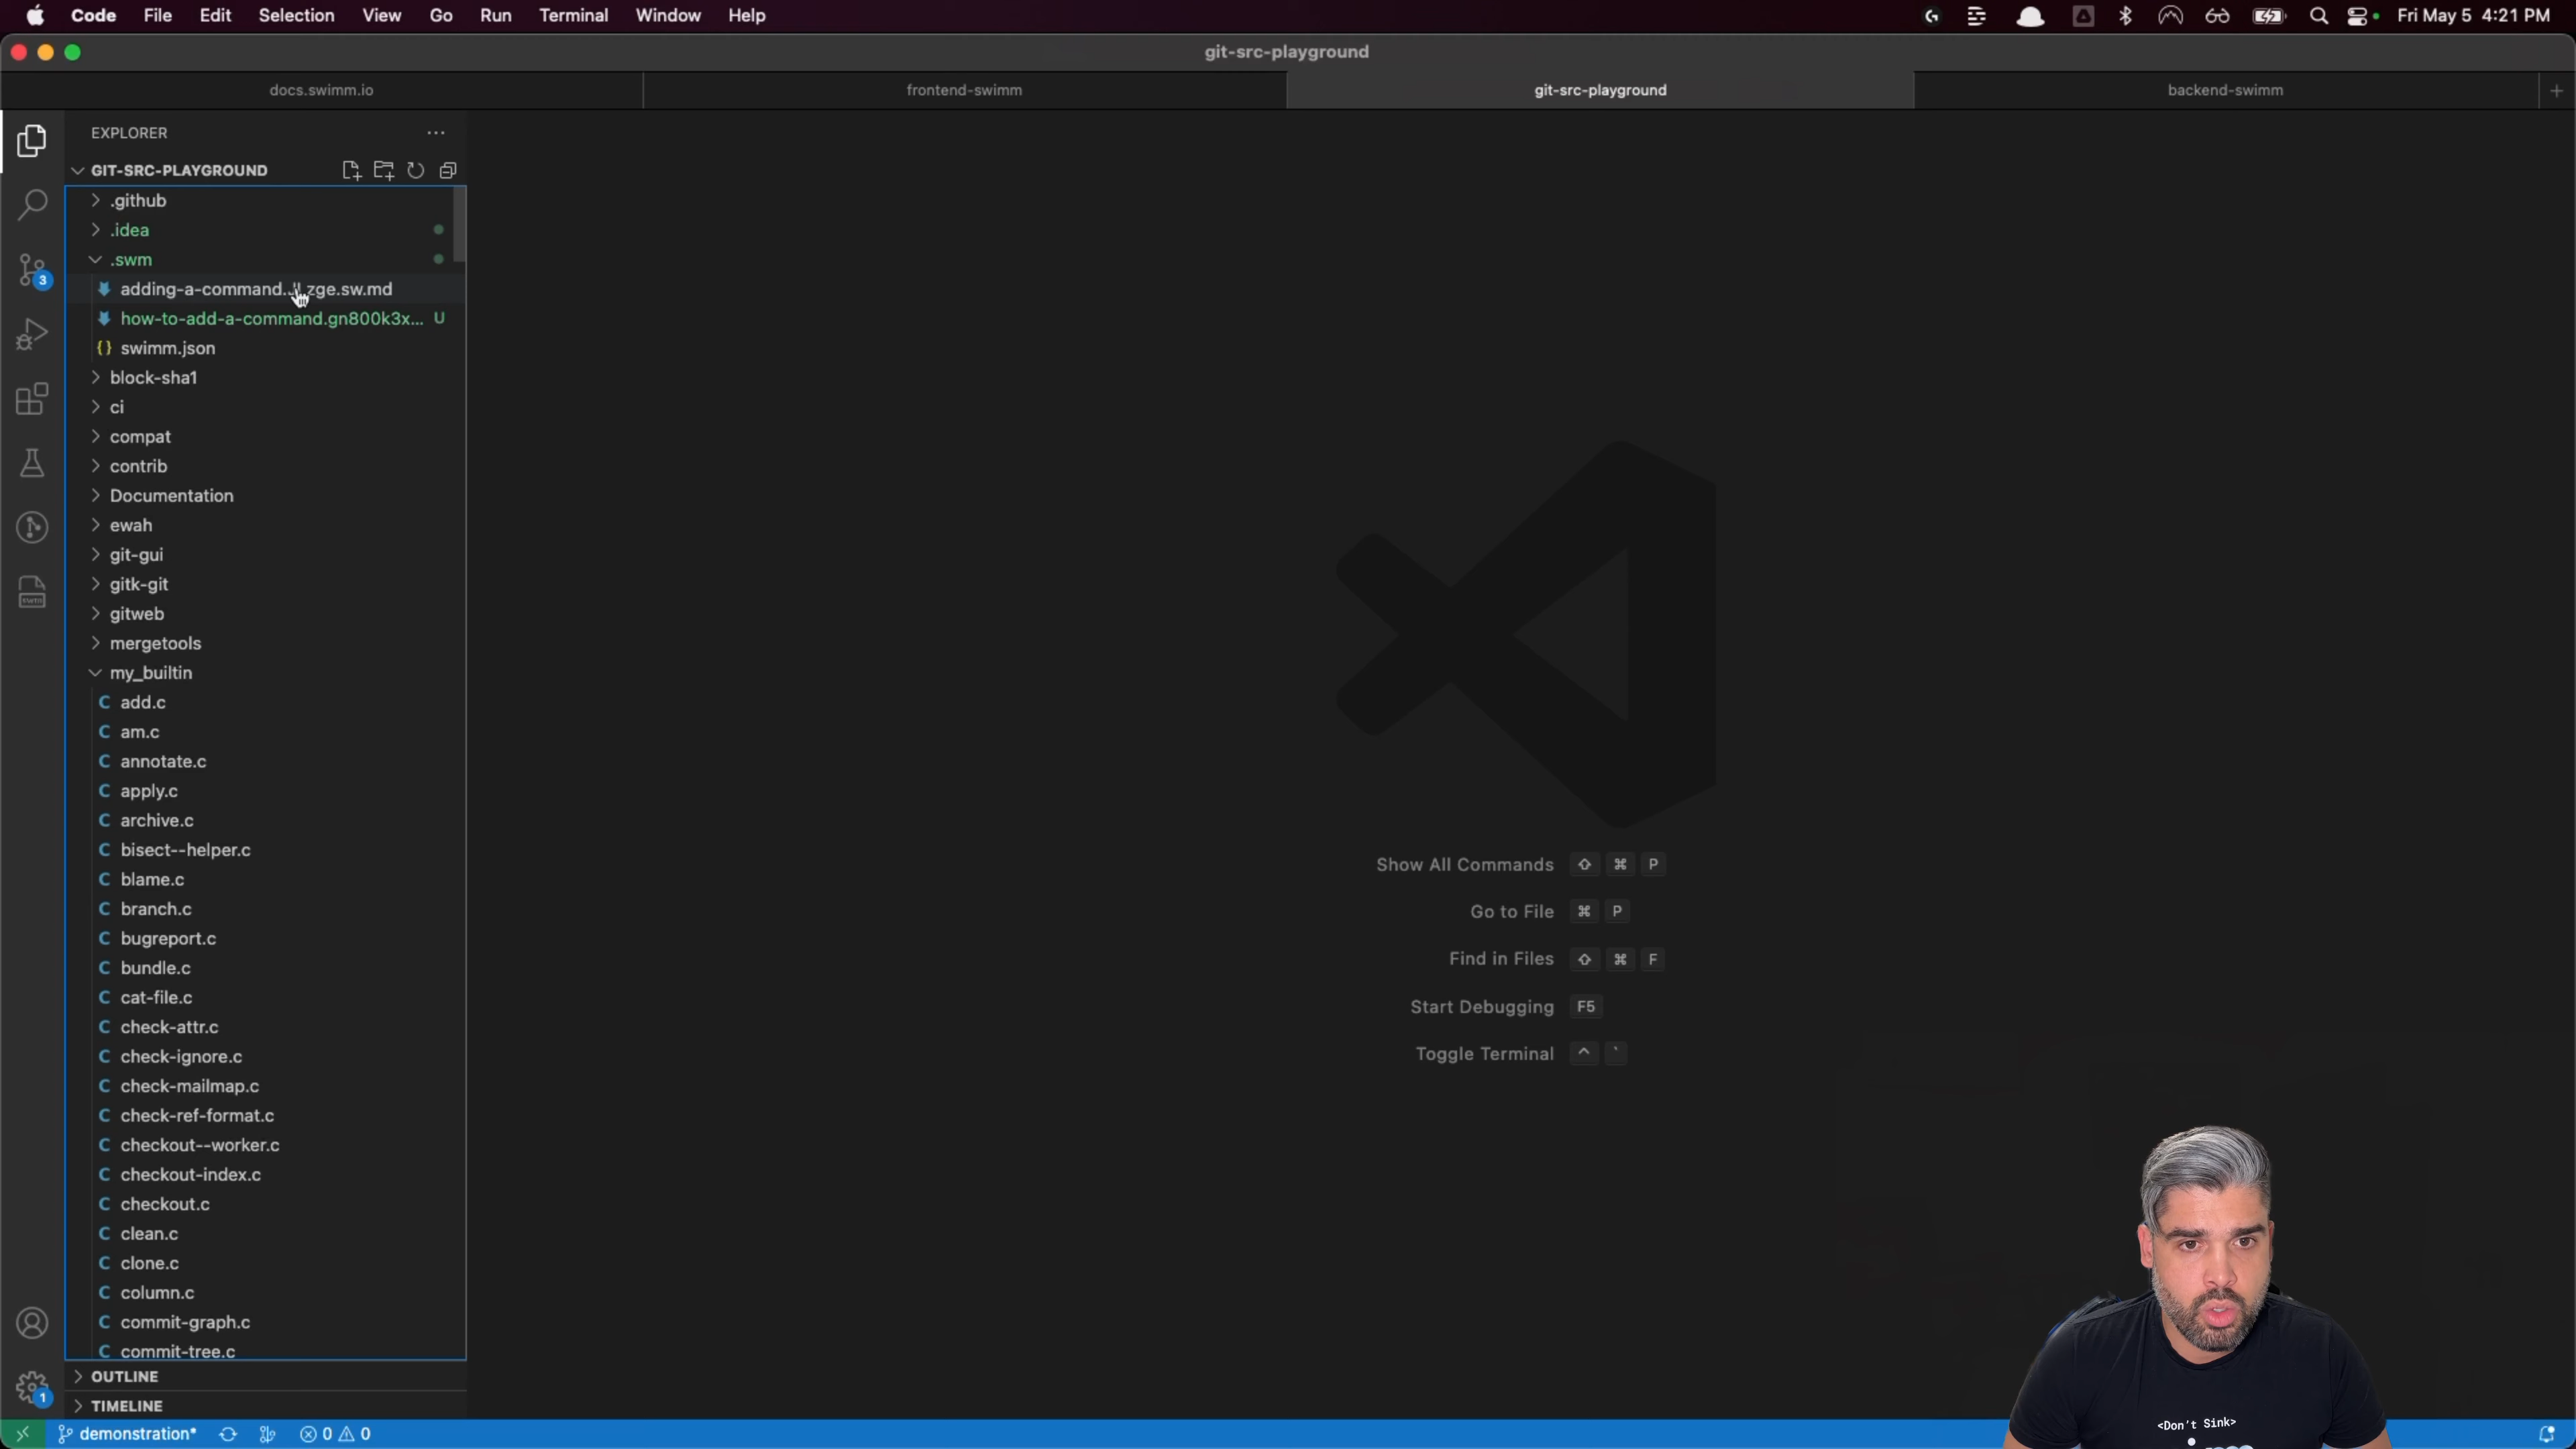 Code File Edit Selection View Go Run Terminal Window Help Fri May 5 4:21 PM
git-src-playground
docs.swimm.io frontend-swimm git-src-playground backend-swimm
EXPLORER
GIT-SRC-PLAYGROUND
.github
.idea
.swm
3
adding-a-command...zge.sw.md
how-to-add-a-command.gn800k3x... U
{} swimm.json
block-sha1
ci
compat
contrib
Documentation
ewah
git-gui
gitk-git
gitweb
mergetools
my_builtin
C add.c
C am.c
C annotate.c
C apply.c
C archive.c
C bisect--helper.c
C blame.c
C branch.c
C bugreport.c
C bundle.c
C cat-file.c
C check-attr.c
C check-ignore.c
C check-mailmap.c
C check-ref-format.c
C checkout--worker.c
C checkout-index.c
C checkout.c
C clean.c
C clone.c
C column.c
C commit-graph.c
C commit-tree.c
OUTLINE
1
TIMELINE
demonstration* 0 0
Show All Commands ⇧ ⌘ P
Go to File ⌘ P
Find in Files ⇧ ⌘ F
Start Debugging F5
Toggle Terminal ^ `
<Don't Sink>